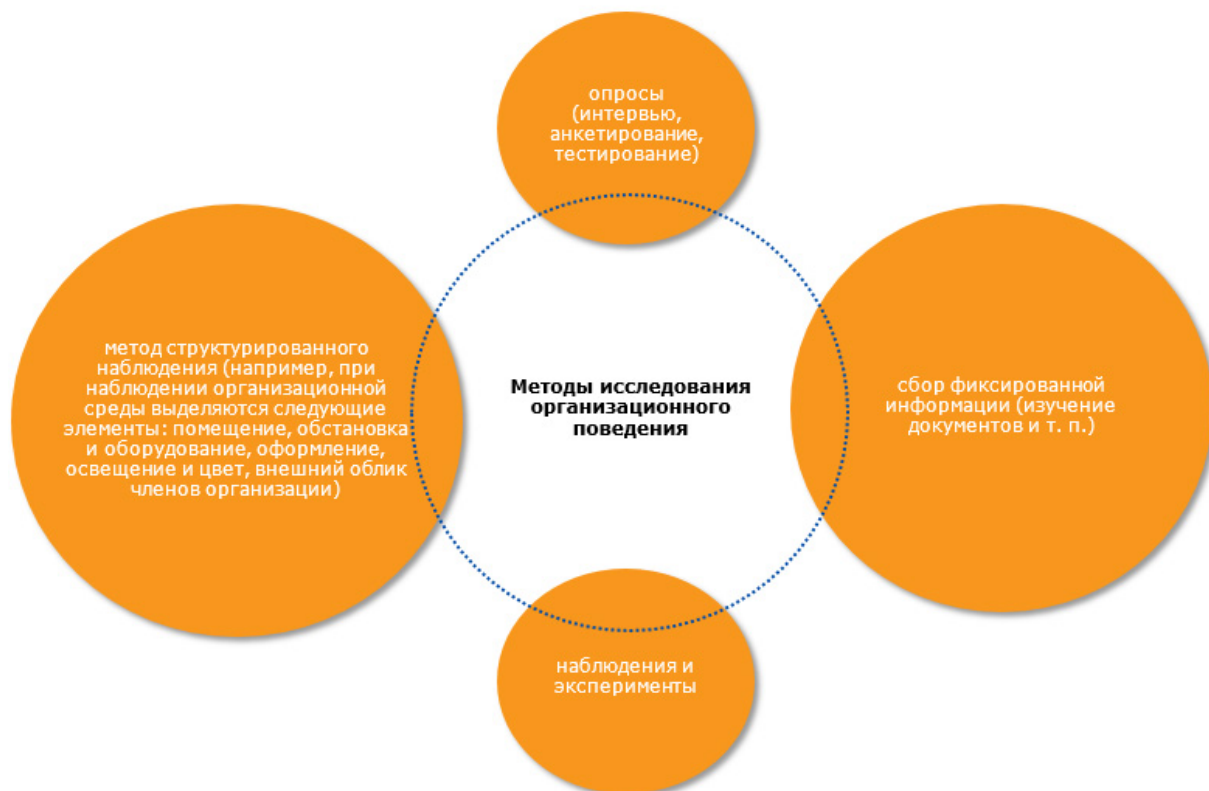 опросы
(интервью,
анкетирование,
тестирование)
метод структурированного
наблюдения (например, при
наблюдении организационной
среды выделяются следующие
элементы: помещение, обстановка
и оборудование, оформление,
освещение и цвет, внешний облик
членов организации)
Методы исследования
организационного
поведения
сбор фиксированной
информации (изучение
документов и т. п.)
наблюдения и
эксперименты